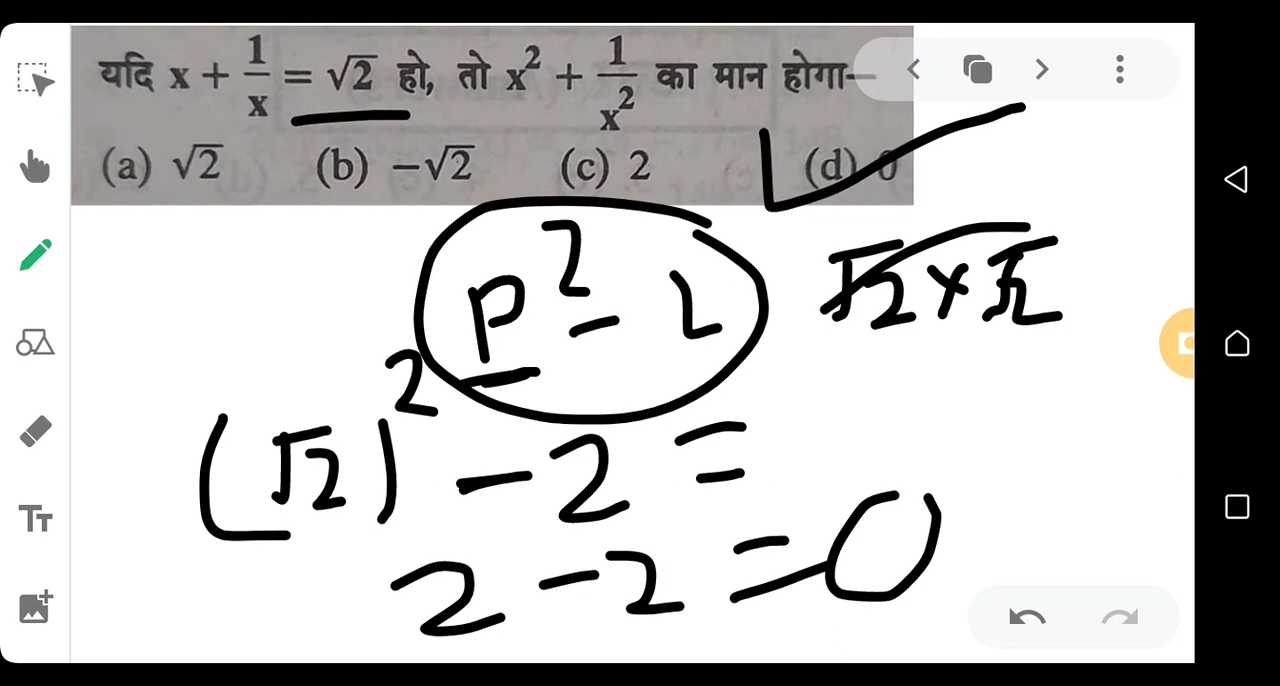 यदि x + 1/x = √2 हो, तो x² + 1/x² का मान होगा—
(a) √2 (b) −√2 (c) 2 (d) 0
P² − 2
√2 × √2
(√2)² − 2 =
2 − 2 = 0
Tт